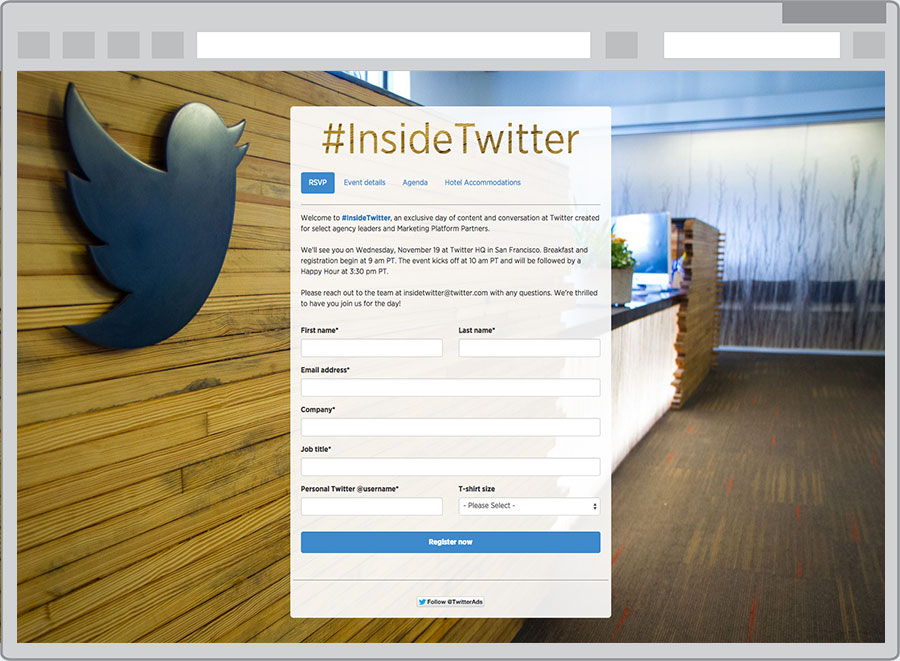 #InsideTwitter
RSVP Event details Agenda Hotel Accommodations
Welcome to #InsideTwitter, an exclusive day of content and conversation at Twitter created
for select agency leaders and Marketing Platform Partners.
We'll see you on Wednesday, November 19 at Twitter HQ in San Francisco. Breakfast and
registration begin at 9 am PT. The event kicks off at 10 am PT and will be followed by a
Happy Hour at 3:30 pm PT.
Please reach out to the team at insidetwitter@twitter.com with any questions. We're thrilled
to have you join us for the day!
First name* Last name*
Email address*
Company*
Job title*
Personal Twitter @username* T-shirt size
- Please Select -
Register now
Follow @TwitterAds